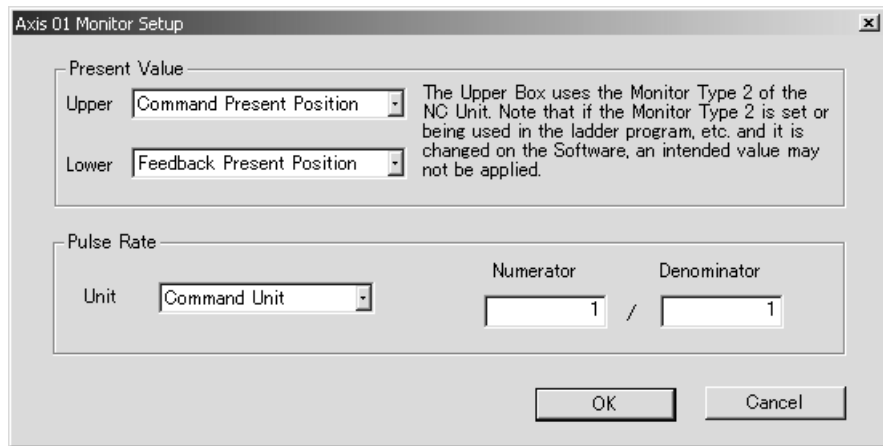 Axis 01 Monitor Setup
Present Value
Upper Command Present Position
The Upper Box uses the Monitor Type 2 of the
NC Unit. Note that if the Monitor Type 2 is set or
being used in the ladder program, etc. and it is
changed on the Software, an intended value may
not be applied.
Lower Feedback Present Position
Pulse Rate
Numerator Denominator
Unit Command Unit 1 / 1
OK Cancel